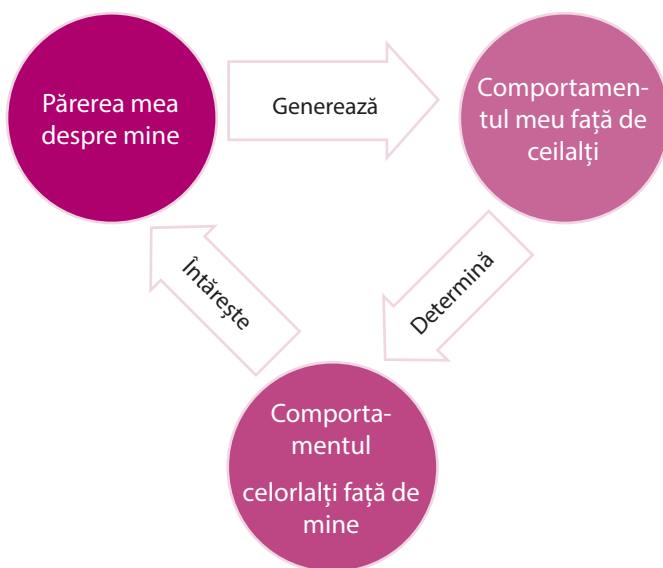 Părerea mea
despre mine
Generează
Comportamen-
tul meu față de
ceilalți
Determină
Comporta-
mentul
celorlalți față de
mine
Întărește